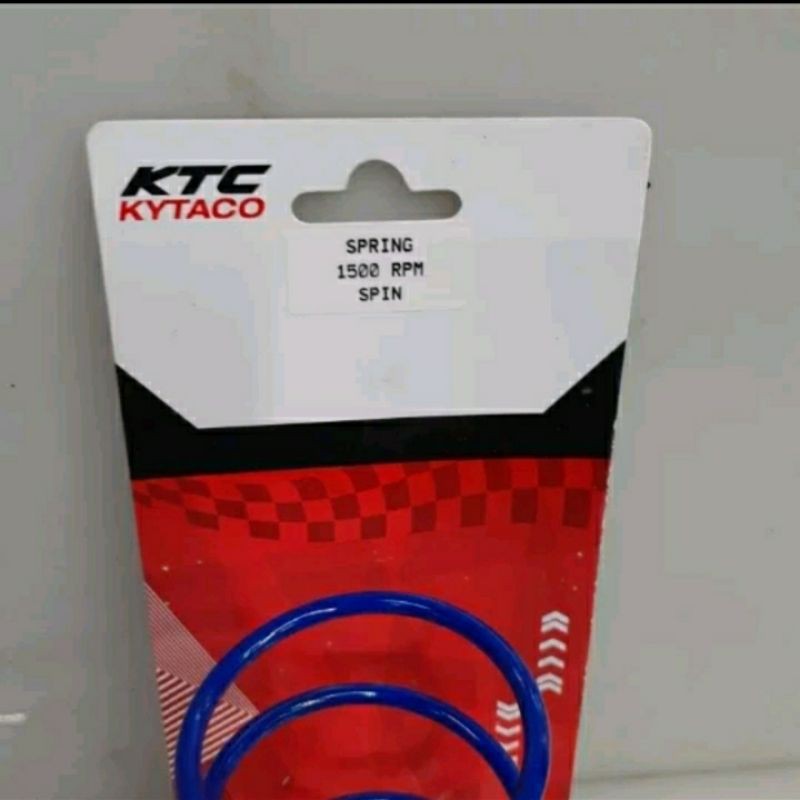 KTC
KYTACO
SPRING
1500 RPM
SPIN